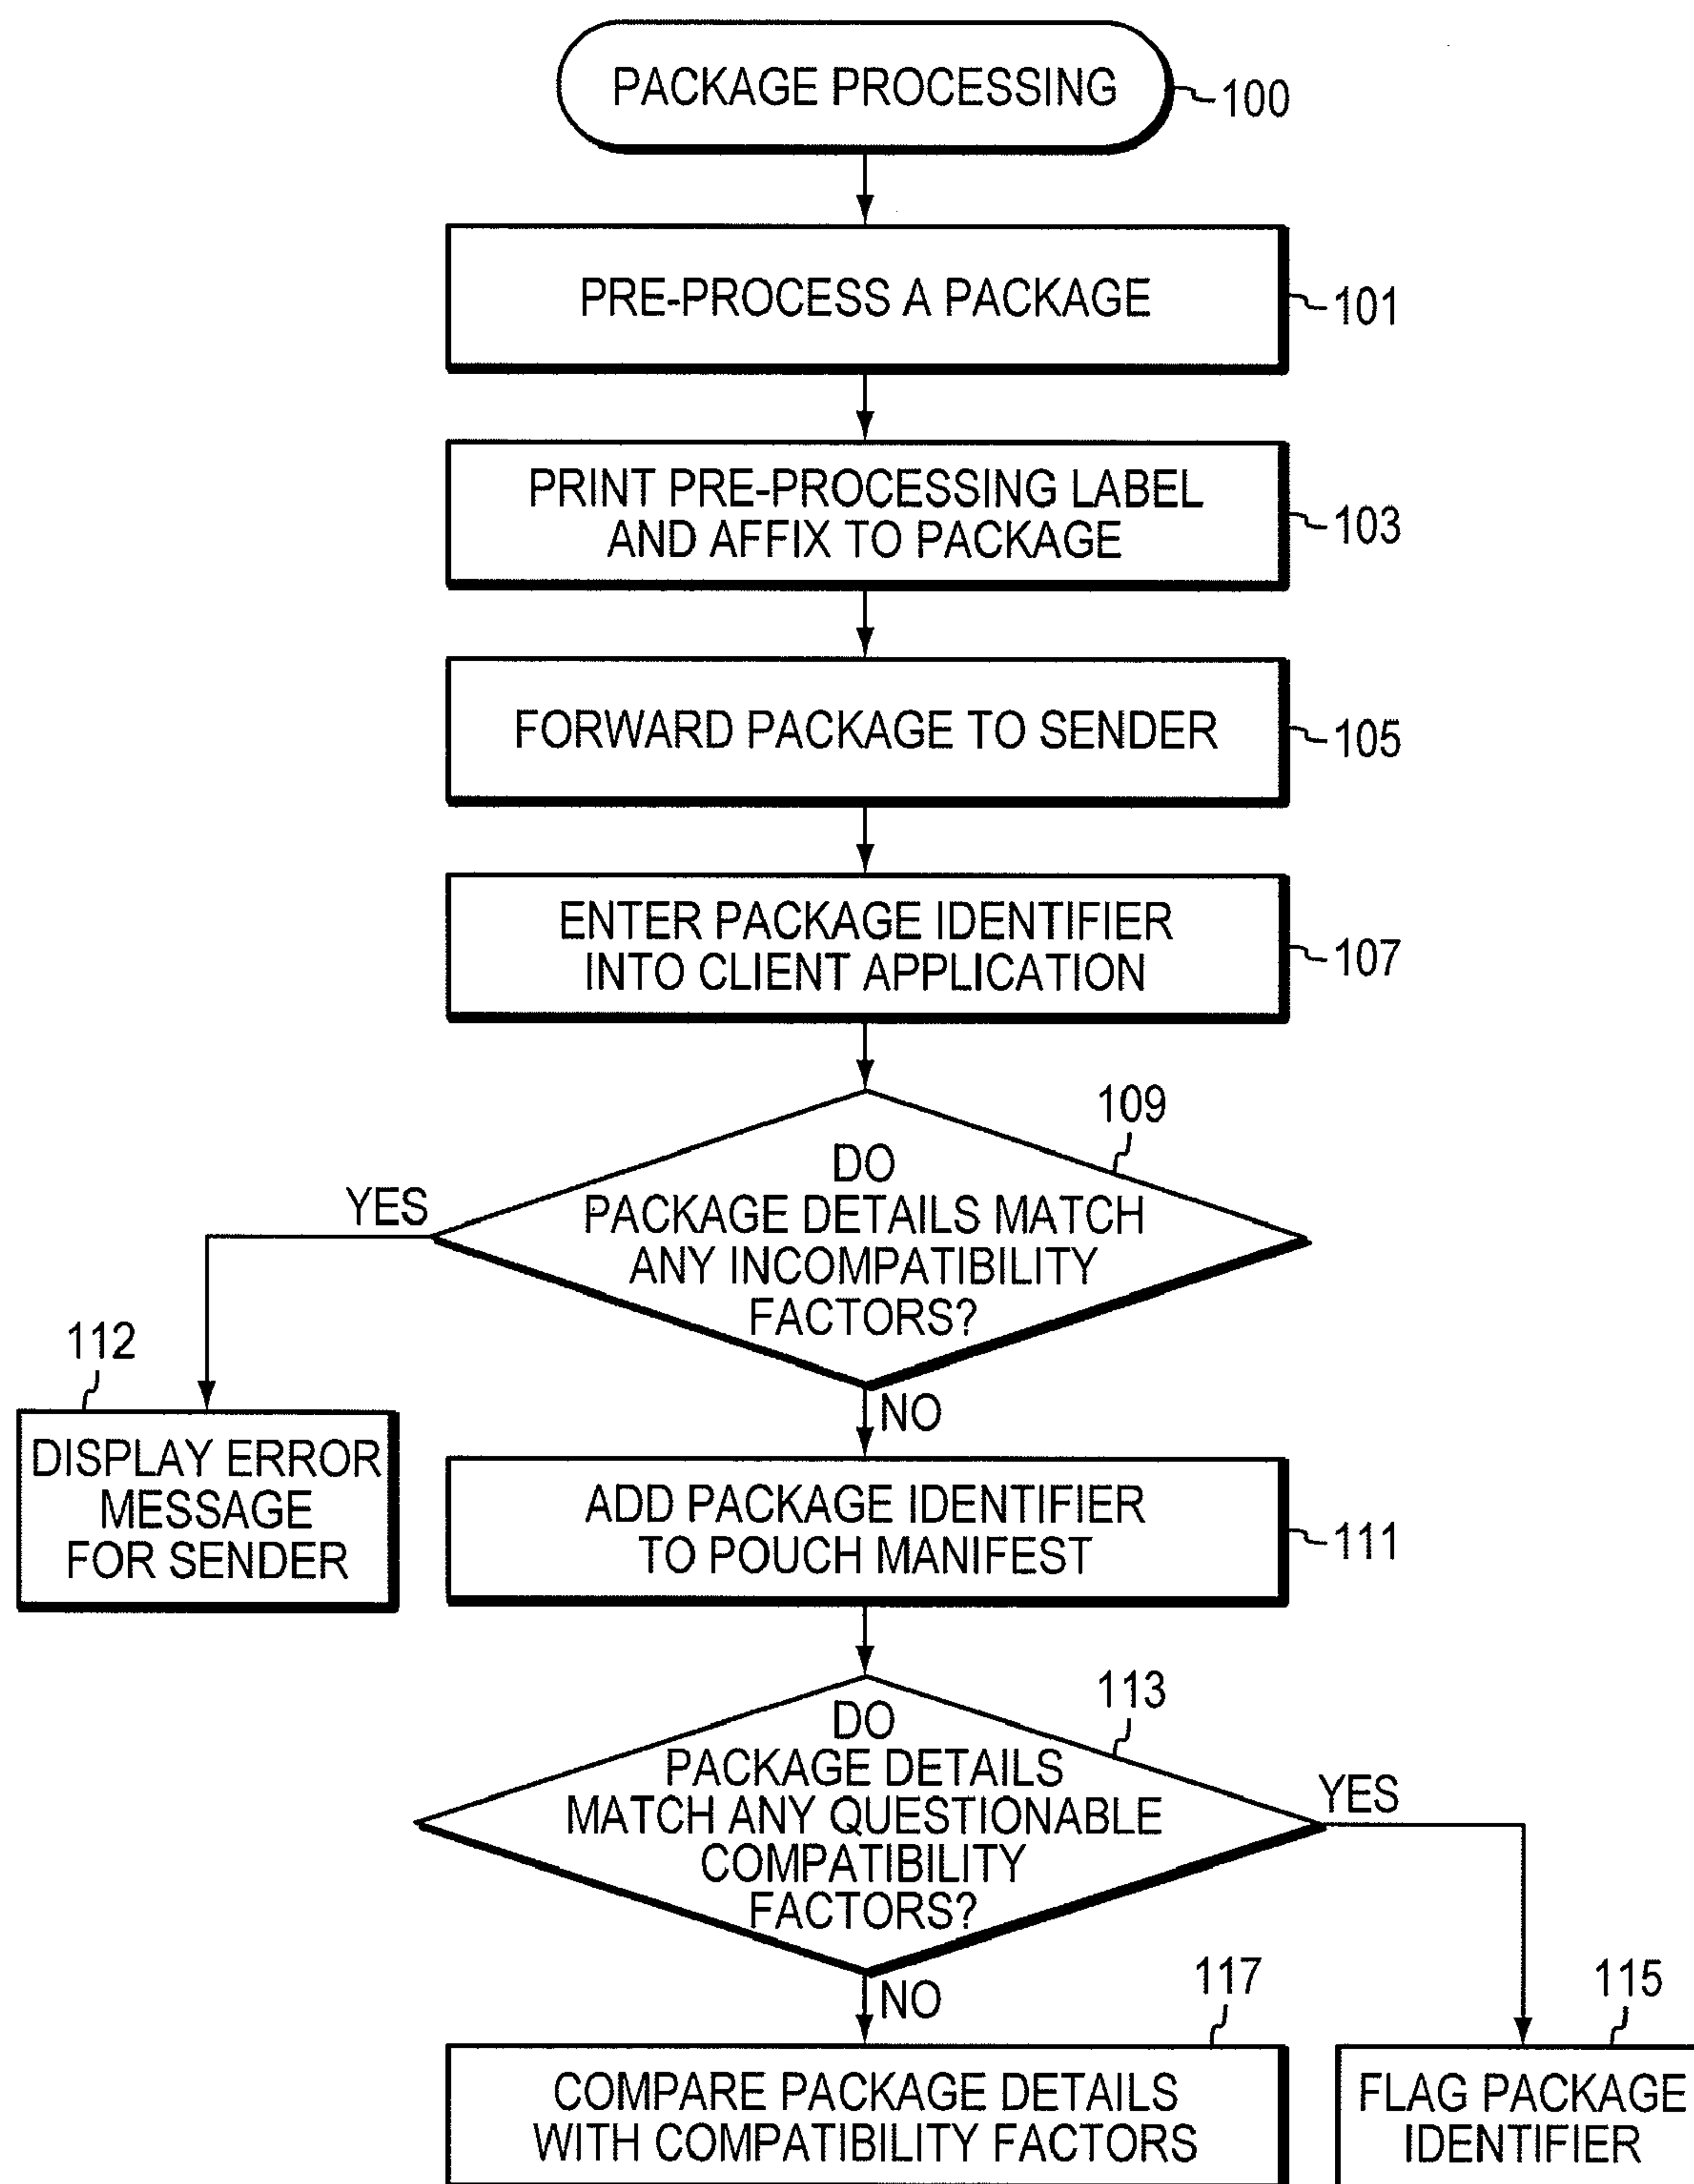 PACKAGE PROCESSING
100
PRE-PROCESS A PACKAGE
101
PRINT PRE-PROCESSING LABEL
AND AFFIX TO PACKAGE
103
FORWARD PACKAGE TO SENDER
105
ENTER PACKAGE IDENTIFIER
INTO CLIENT APPLICATION
107
109
DO
PACKAGE DETAILS MATCH
ANY INCOMPATIBILITY
FACTORS?
YES
NO
112
DISPLAY ERROR
MESSAGE
FOR SENDER
ADD PACKAGE IDENTIFIER
TO POUCH MANIFEST
111
113
DO
PACKAGE DETAILS
MATCH ANY QUESTIONABLE
COMPATIBILITY
FACTORS?
YES
NO
117
COMPARE PACKAGE DETAILS
WITH COMPATIBILITY FACTORS
115
FLAG PACKAGE
IDENTIFIER